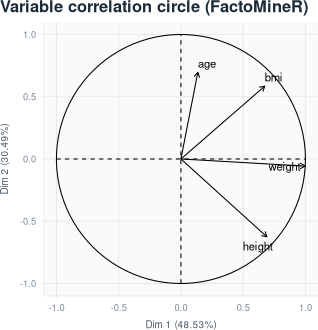 Variable correlation circle (FactoMineR)
1.0
0.5
0.0
-0.5
-1.0
Dim 2 (30.49%)
age
bmi
weight
height
-1.0 -0.5 0.0 0.5 1.0
Dim 1 (48.53%)